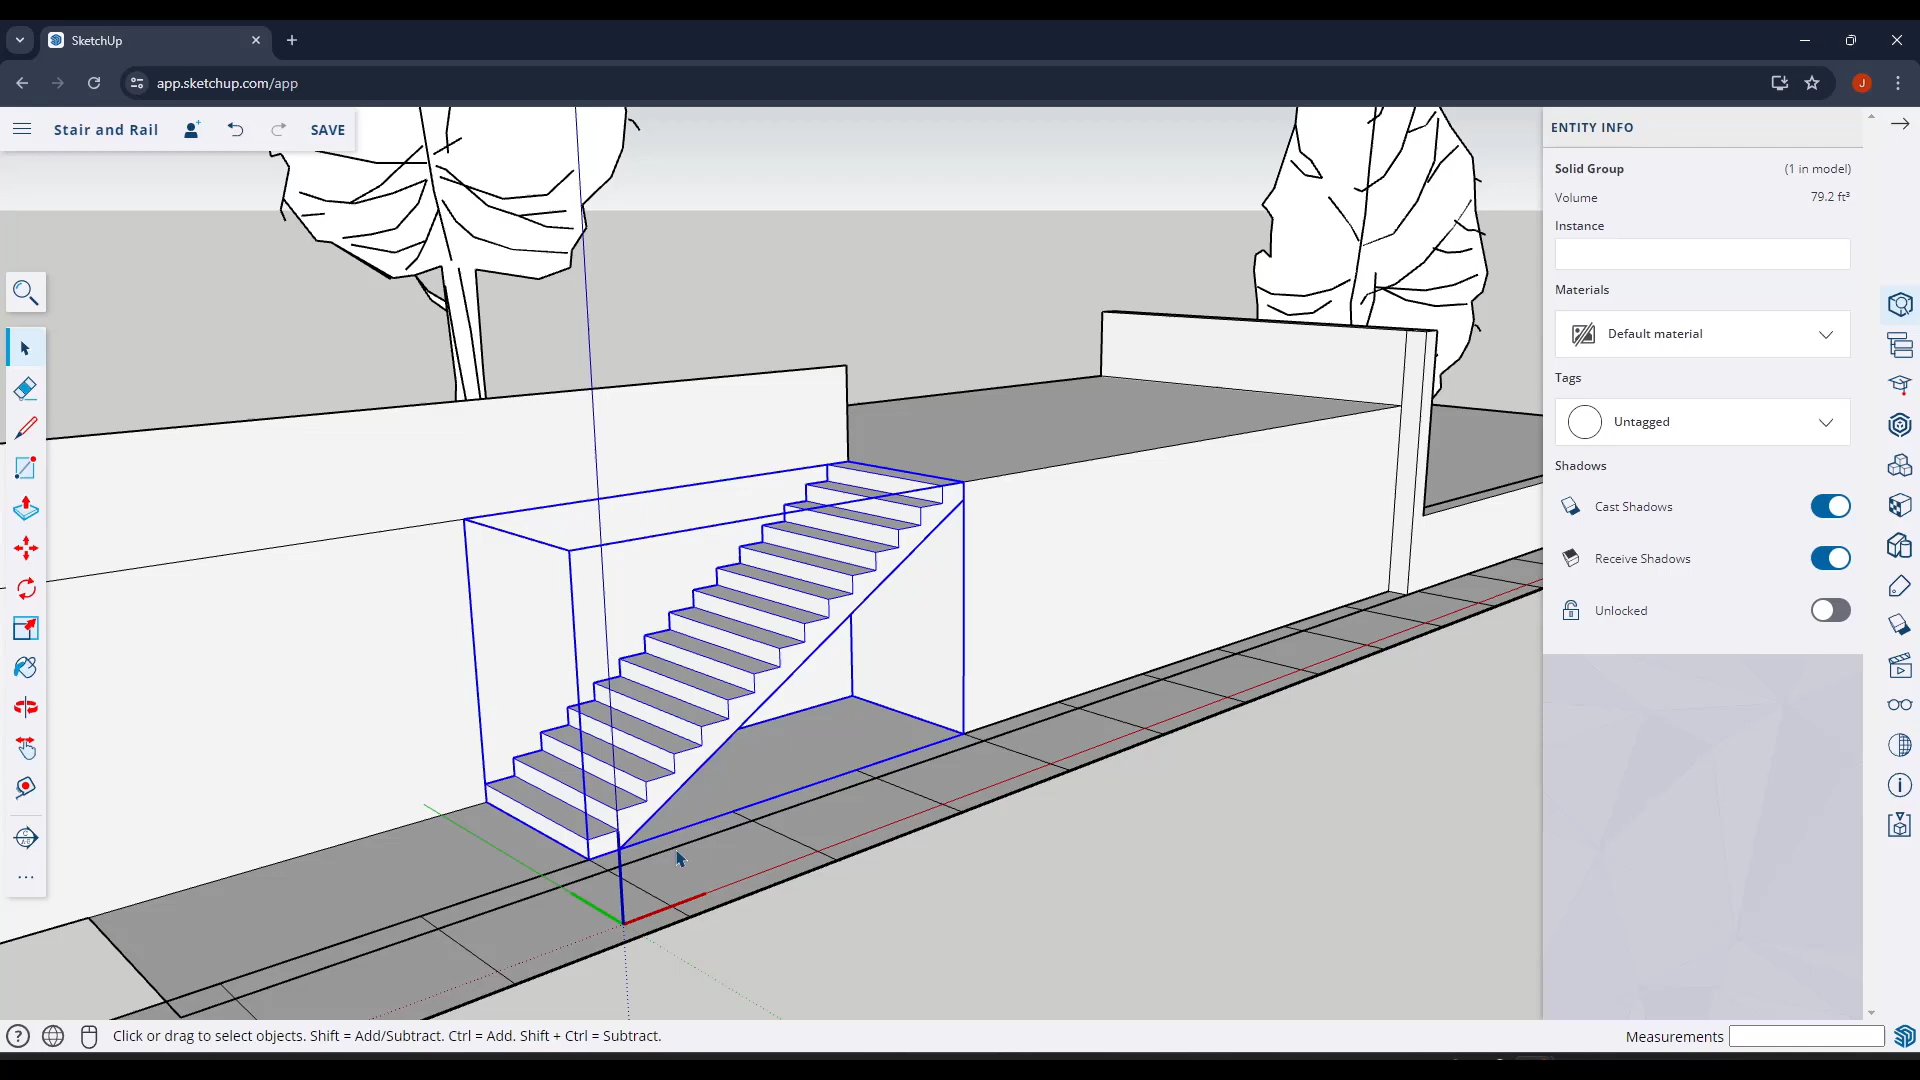 SketchUp
app.sketchup.com/app
J
Stair and Rail
SAVE
ENTITY INFO
Solid Group
(1 in model)
Volume
79.2 ft³
Instance
Materials
Default material
Tags
Untagged
Shadows
Cast Shadows
Receive Shadows
Unlocked
Click or drag to select objects. Shift = Add/Subtract. Ctrl = Add. Shift + Ctrl = Subtract.
Measurements